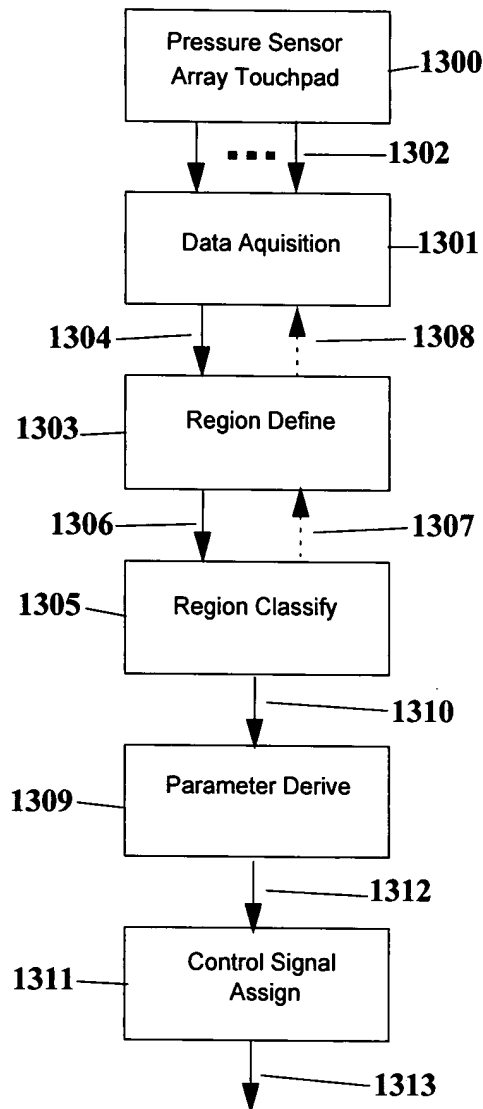 Pressure Sensor
Array Touchpad
1300
1302
Data Aquisition
1301
1304
1308
1303
Region Define
1306
1307
1305
Region Classify
1310
1309
Parameter Derive
1312
1311
Control Signal
Assign
1313